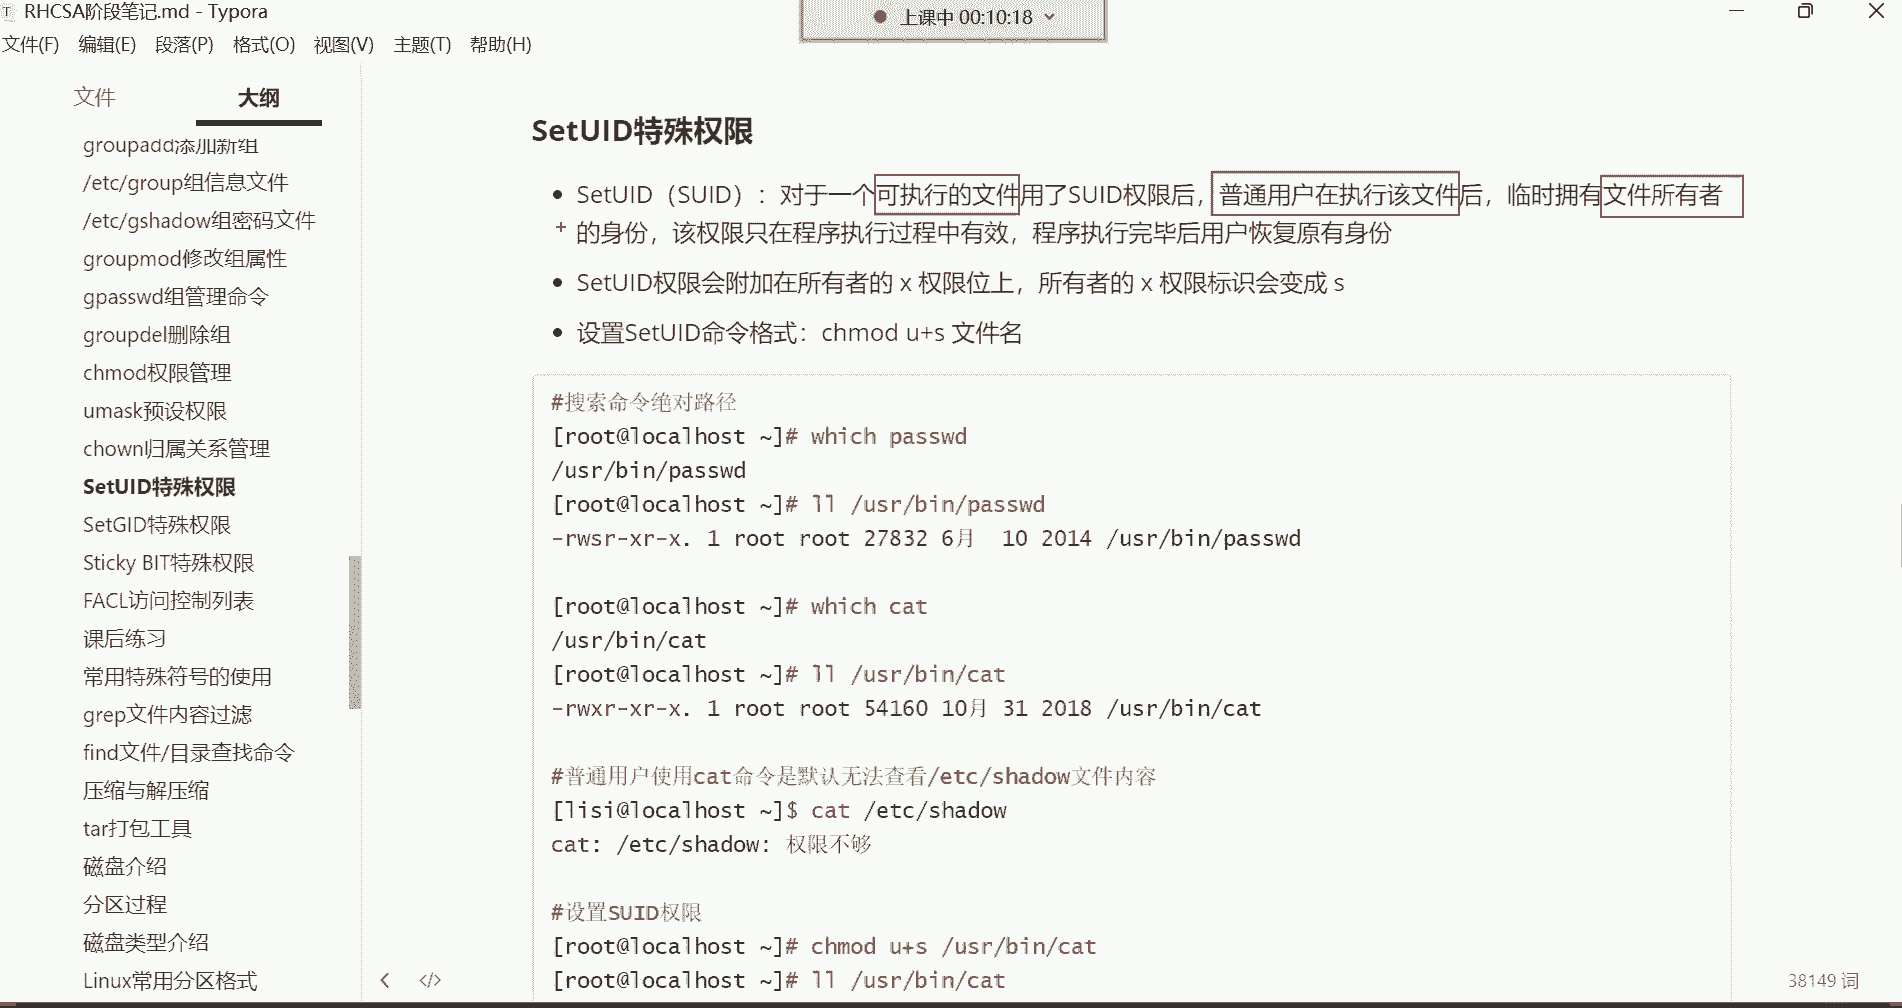 RHCSA阶段笔记.md - Typora
上课中 00:10:18
文件(F) 编辑(E) 段落(P) 格式(O) 视图(V) 主题(T) 帮助(H)
文件 大纲
groupadd添加新组
/etc/group组信息文件
/etc/gshadow组密码文件
groupmod修改组属性
gpasswd组管理命令
groupdel删除组
chmod权限管理
umask预设权限
chown归属关系管理
SetUID特殊权限
SetGID特殊权限
Sticky BIT特殊权限
FACL访问控制列表
课后练习
常用特殊符号的使用
grep文件内容过滤
find文件/目录查找命令
压缩与解压缩
tar打包工具
磁盘介绍
分区过程
磁盘类型介绍
Linux常用分区格式
SetUID特殊权限
SetUID（SUID）：对于一个可执行的文件用了SUID权限后，普通用户在执行该文件后，临时拥有文件所有者
的身份，该权限只在程序执行过程中有效，程序执行完毕后用户恢复原有身份
SetUID权限会附加在所有者的 x 权限位上，所有者的 x 权限标识会变成 s
设置SetUID命令格式：chmod u+s 文件名
#搜索命令绝对路径
[root@localhost ~]# which passwd
/usr/bin/passwd
[root@localhost ~]# ll /usr/bin/passwd
-rwsr-xr-x. 1 root root 27832 6月  10 2014 /usr/bin/passwd
[root@localhost ~]# which cat
/usr/bin/cat
[root@localhost ~]# ll /usr/bin/cat
-rwxr-xr-x. 1 root root 54160 10月 31 2018 /usr/bin/cat
#普通用户使用cat命令是默认无法查看/etc/shadow文件内容
[lisi@localhost ~]$ cat /etc/shadow
cat: /etc/shadow: 权限不够
#设置SUID权限
[root@localhost ~]# chmod u+s /usr/bin/cat
[root@localhost ~]# ll /usr/bin/cat
38149 词